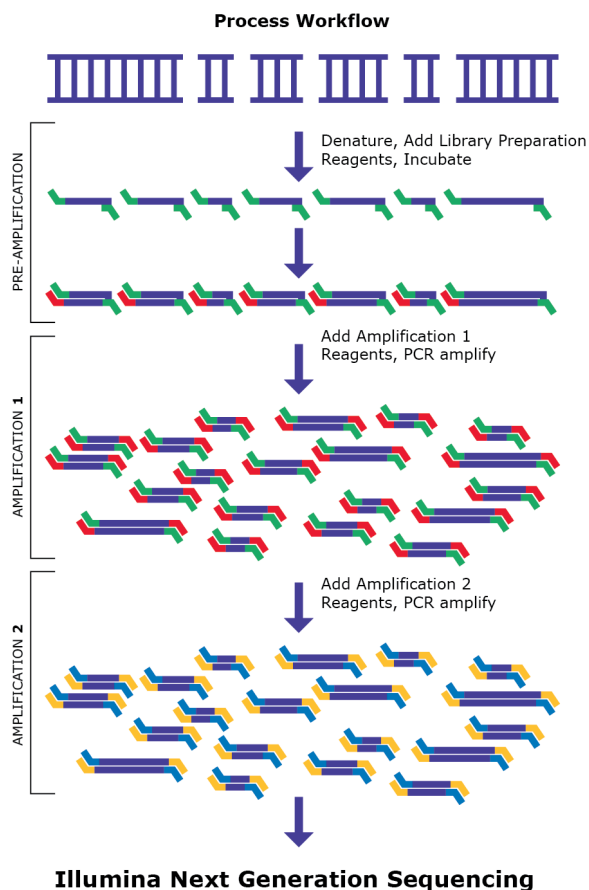 Process Workflow
Denature, Add Library Preparation
Reagents, Incubate
PRE-AMPLIFICATION
Add Amplification 1
Reagents, PCR amplify
AMPLIFICATION 1
Add Amplification 2
Reagents, PCR amplify
AMPLIFICATION 2
Illumina Next Generation Sequencing